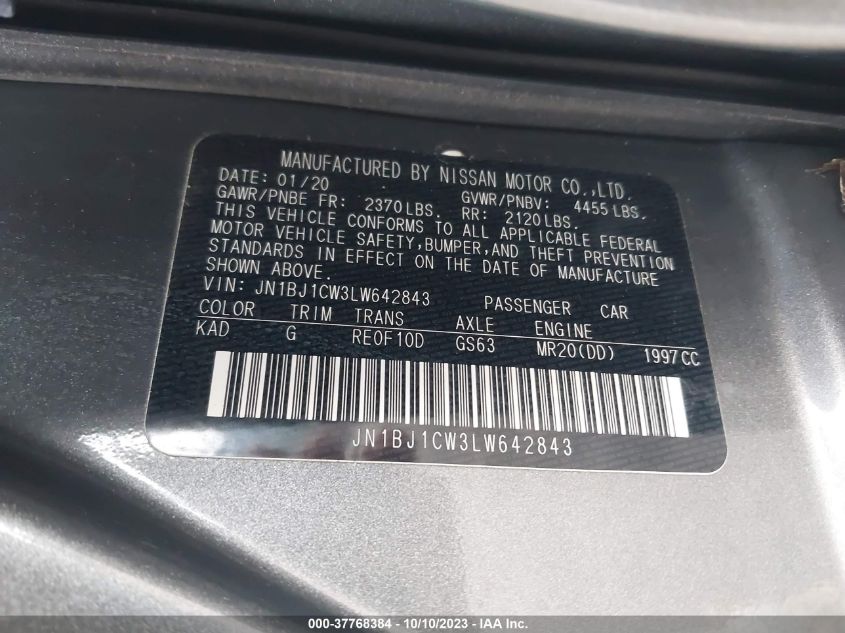 MANUFACTURED BY NISSAN MOTOR CO.,LTD.
DATE: 01/20
GAWR/PNBE FR: 2370LBS. GVWR/PNBV: 4455 LBS.
RR: 2120LBS.
THIS VEHICLE CONFORMS TO ALL APPLICABLE FEDERAL
MOTOR VEHICLE SAFETY,BUMPER,AND THEFT PREVENTION
STANDARDS IN EFFECT ON THE DATE OF MANUFACTURE
SHOWN ABOVE.
VIN: JN1BJ1CW3LW642843 PASSENGER CAR
COLOR TRIM TRANS AXLE ENGINE
KAD G RE0F10D GS63 MR20(DD) 1997CC
JN1BJ1CW3LW642843
000-37768384 - 10/10/2023 - IAA Inc.